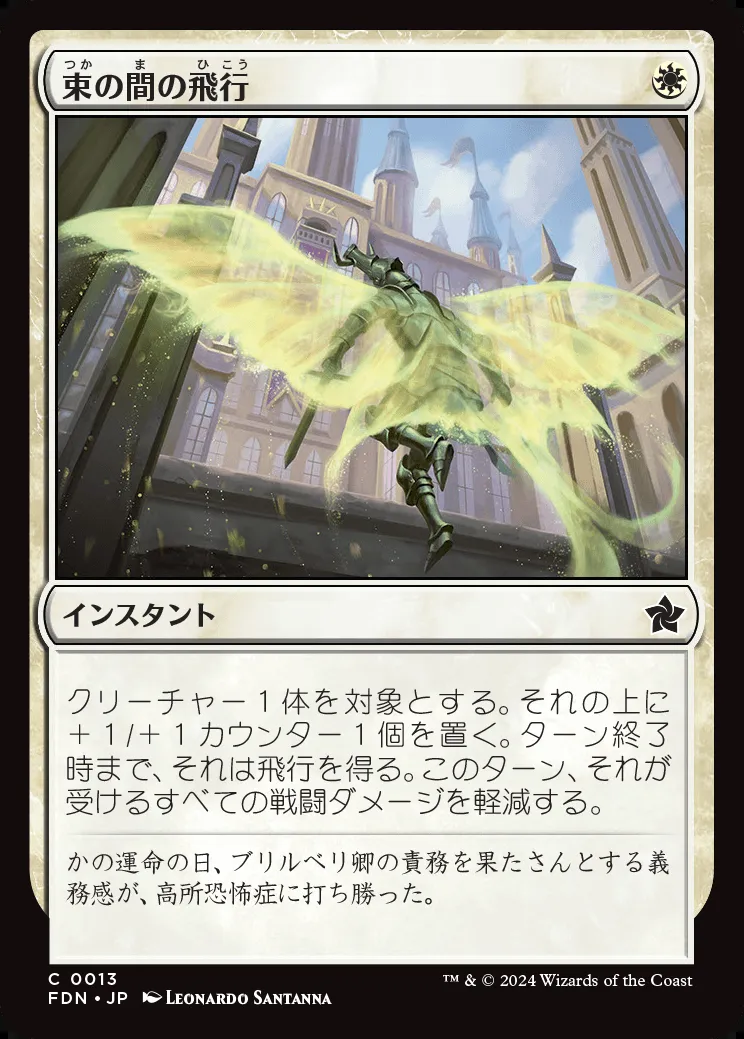 つか ま ひこう
束の間の飛行
インスタント
クリーチャー1体を対象とする。それの上に
+1/+1カウンター1個を置く。ターン終了
時まで、それは飛行を得る。このターン、それが
受けるすべての戦闘ダメージを軽減する。
かの運命の日、ブリルベリ卿の責務を果たさんとする義
務感が、高所恐怖症に打ち勝った。
C 0013
FDN • JP Leonardo Santanna
™ & © 2024 Wizards of the Coast